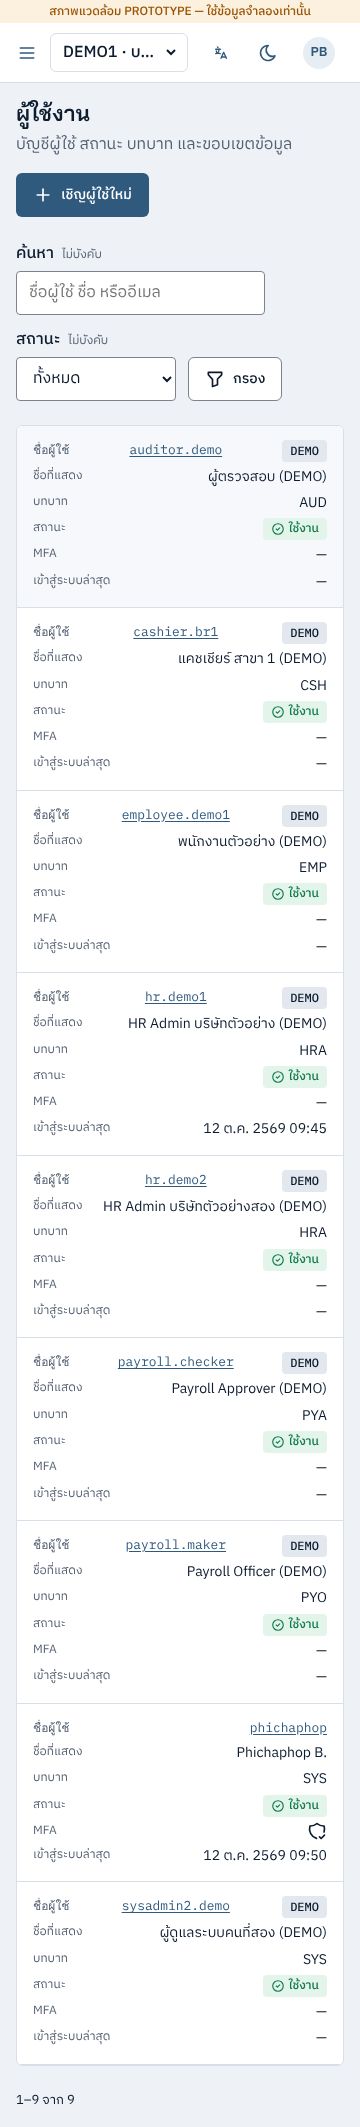 สภาพแวดล้อม PROTOTYPE — ใช้ข้อมูลจำลองเท่านั้น
DEMO1 · บ... PB
ผู้ใช้งาน
บัญชีผู้ใช้ สถานะ บทบาท และขอบเขตข้อมูล
เชิญผู้ใช้ใหม่
ค้นหา ไม่บังคับ
ชื่อผู้ใช้ ชื่อ หรืออีเมล
สถานะ ไม่บังคับ
ทั้งหมด กรอง
ชื่อผู้ใช้ auditor.demo DEMO
ชื่อที่แสดง ผู้ตรวจสอบ (DEMO)
บทบาท AUD
สถานะ ใช้งาน
MFA —
เข้าสู่ระบบล่าสุด —
ชื่อผู้ใช้ cashier.br1 DEMO
ชื่อที่แสดง แคชเชียร์ สาขา 1 (DEMO)
บทบาท CSH
สถานะ ใช้งาน
MFA —
เข้าสู่ระบบล่าสุด —
ชื่อผู้ใช้ employee.demo1 DEMO
ชื่อที่แสดง พนักงานตัวอย่าง (DEMO)
บทบาท EMP
สถานะ ใช้งาน
MFA —
เข้าสู่ระบบล่าสุด —
ชื่อผู้ใช้ hr.demo1 DEMO
ชื่อที่แสดง HR Admin บริษัทตัวอย่าง (DEMO)
บทบาท HRA
สถานะ ใช้งาน
MFA —
เข้าสู่ระบบล่าสุด 12 ต.ค. 2569 09:45
ชื่อผู้ใช้ hr.demo2 DEMO
ชื่อที่แสดง HR Admin บริษัทตัวอย่างสอง (DEMO)
บทบาท HRA
สถานะ ใช้งาน
MFA —
เข้าสู่ระบบล่าสุด —
ชื่อผู้ใช้ payroll.checker DEMO
ชื่อที่แสดง Payroll Approver (DEMO)
บทบาท PYA
สถานะ ใช้งาน
MFA —
เข้าสู่ระบบล่าสุด —
ชื่อผู้ใช้ payroll.maker DEMO
ชื่อที่แสดง Payroll Officer (DEMO)
บทบาท PYO
สถานะ ใช้งาน
MFA —
เข้าสู่ระบบล่าสุด —
ชื่อผู้ใช้ phichaphop
ชื่อที่แสดง Phichaphop B.
บทบาท SYS
สถานะ ใช้งาน
MFA
เข้าสู่ระบบล่าสุด 12 ต.ค. 2569 09:50
ชื่อผู้ใช้ sysadmin2.demo DEMO
ชื่อที่แสดง ผู้ดูแลระบบคนที่สอง (DEMO)
บทบาท SYS
สถานะ ใช้งาน
MFA —
เข้าสู่ระบบล่าสุด —
1–9 จาก 9